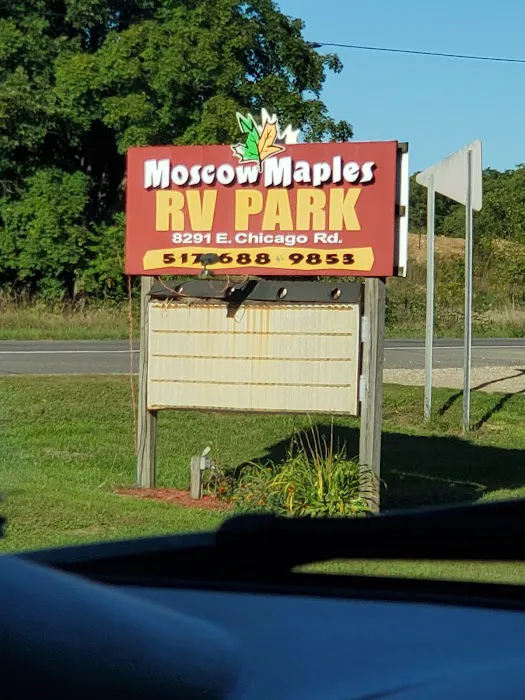 Moscow Maples
RV PARK
8291 E. Chicago Rd.
517-688-9853